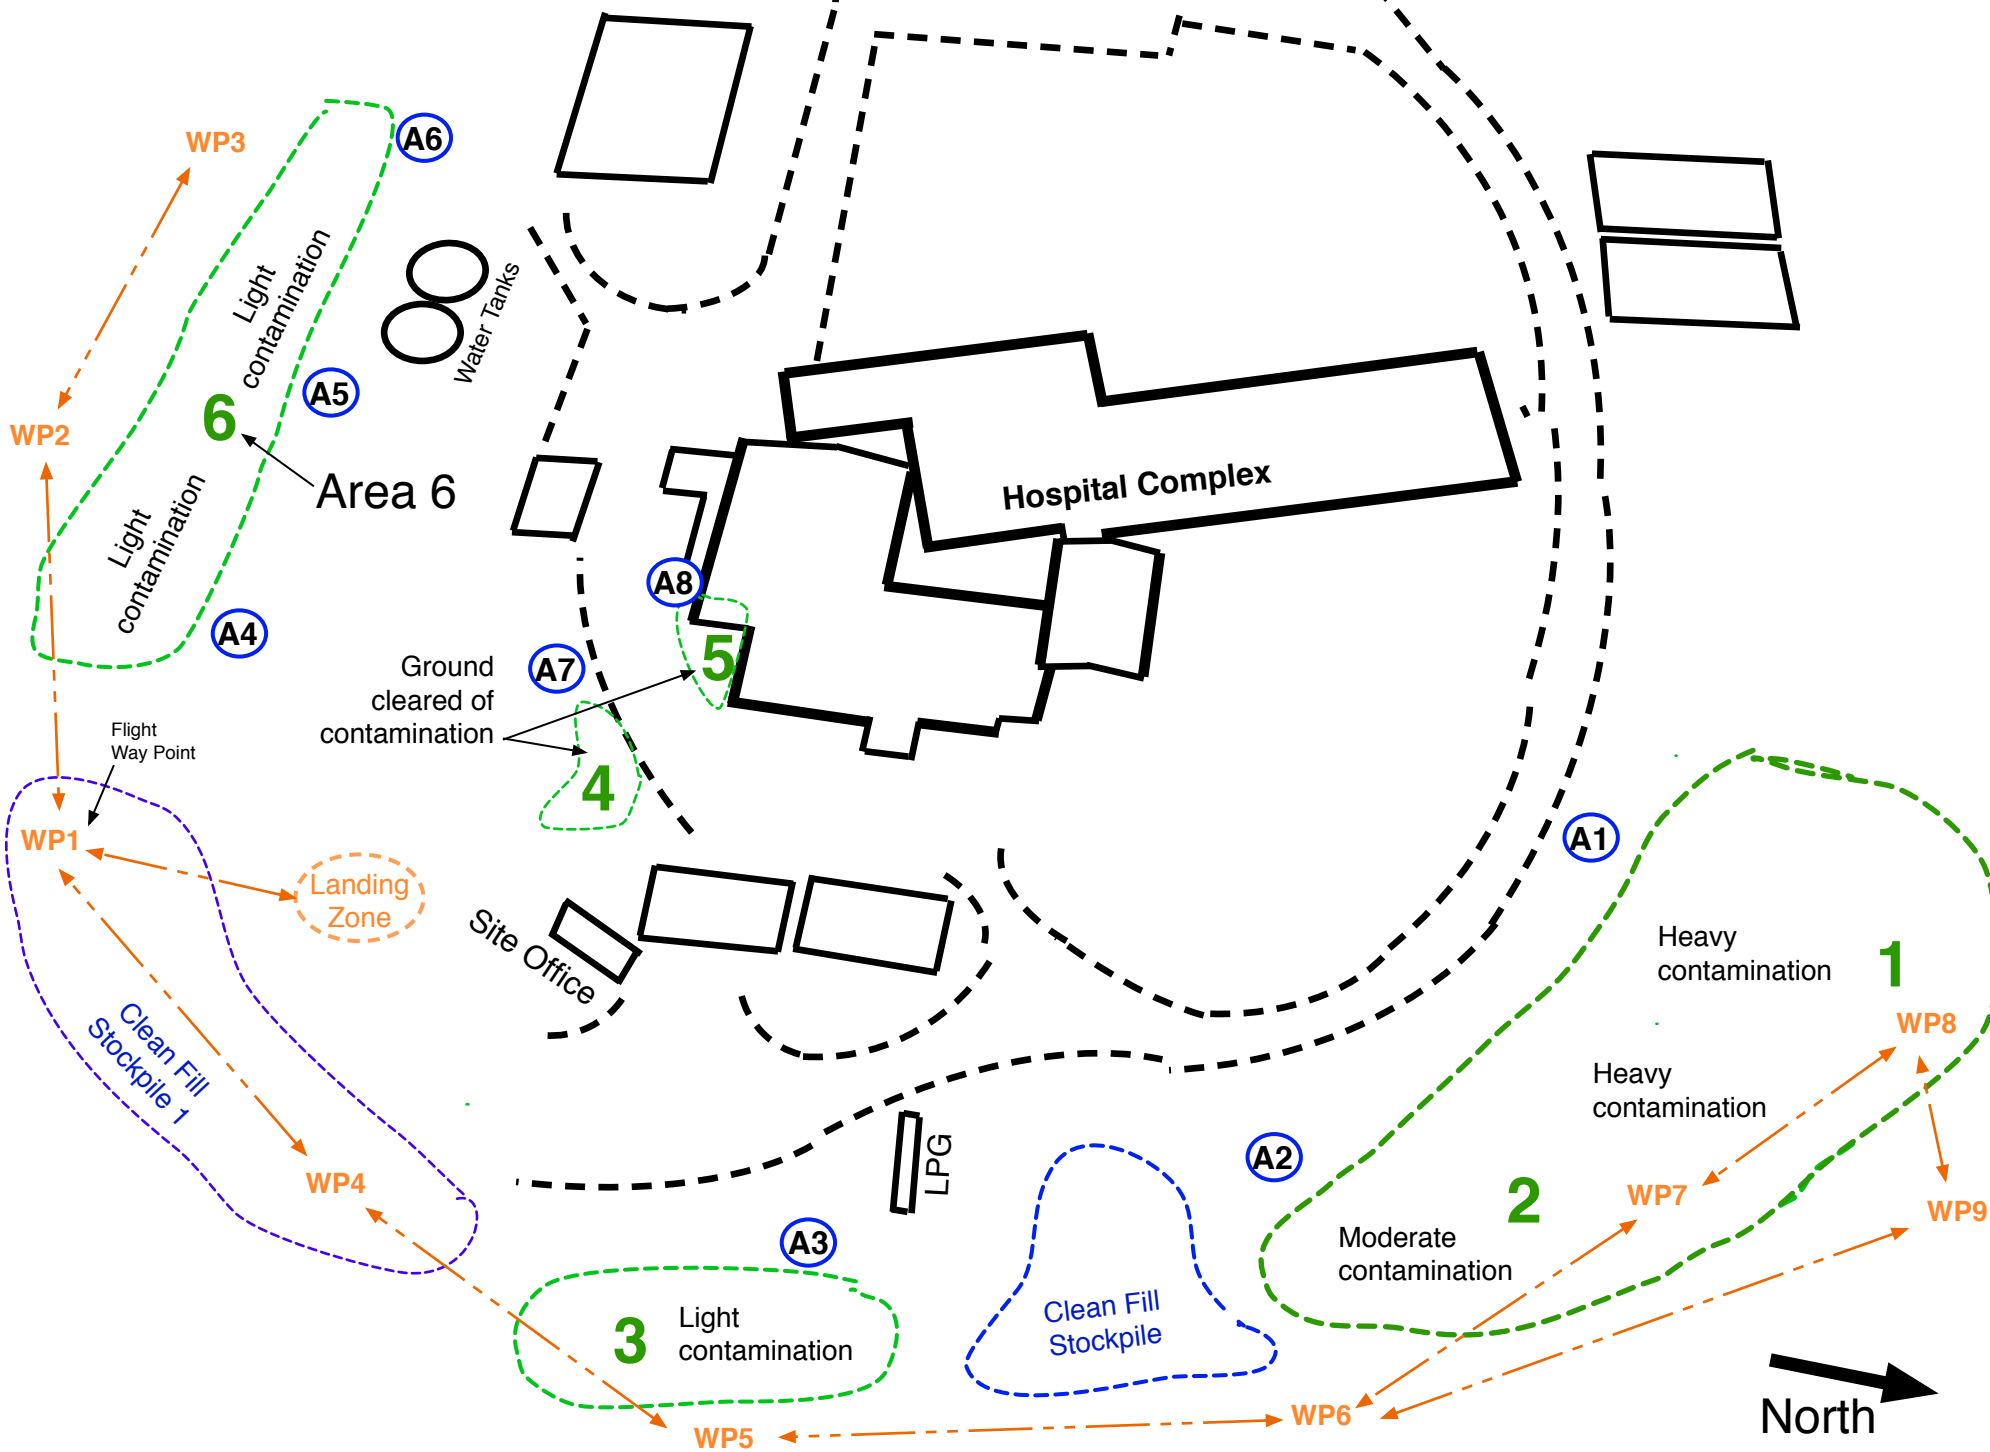 WP3
A6
Light
contamination
Water Tanks
A5
6
WP2
Area 6
Hospital Complex
Light
contamination
A4
A8
A7
5
Ground
cleared of
contamination
4
Flight
Way Point
WP1
Landing
Zone
Site Office
A1
Heavy
contamination
1
WP8
Clean Fill
Stockpile 1
Heavy
contamination
LPG
A2
WP4
2
WP7
WP9
A3
Moderate
contamination
3
Light
contamination
Clean Fill
Stockpile
WP5
WP6
North